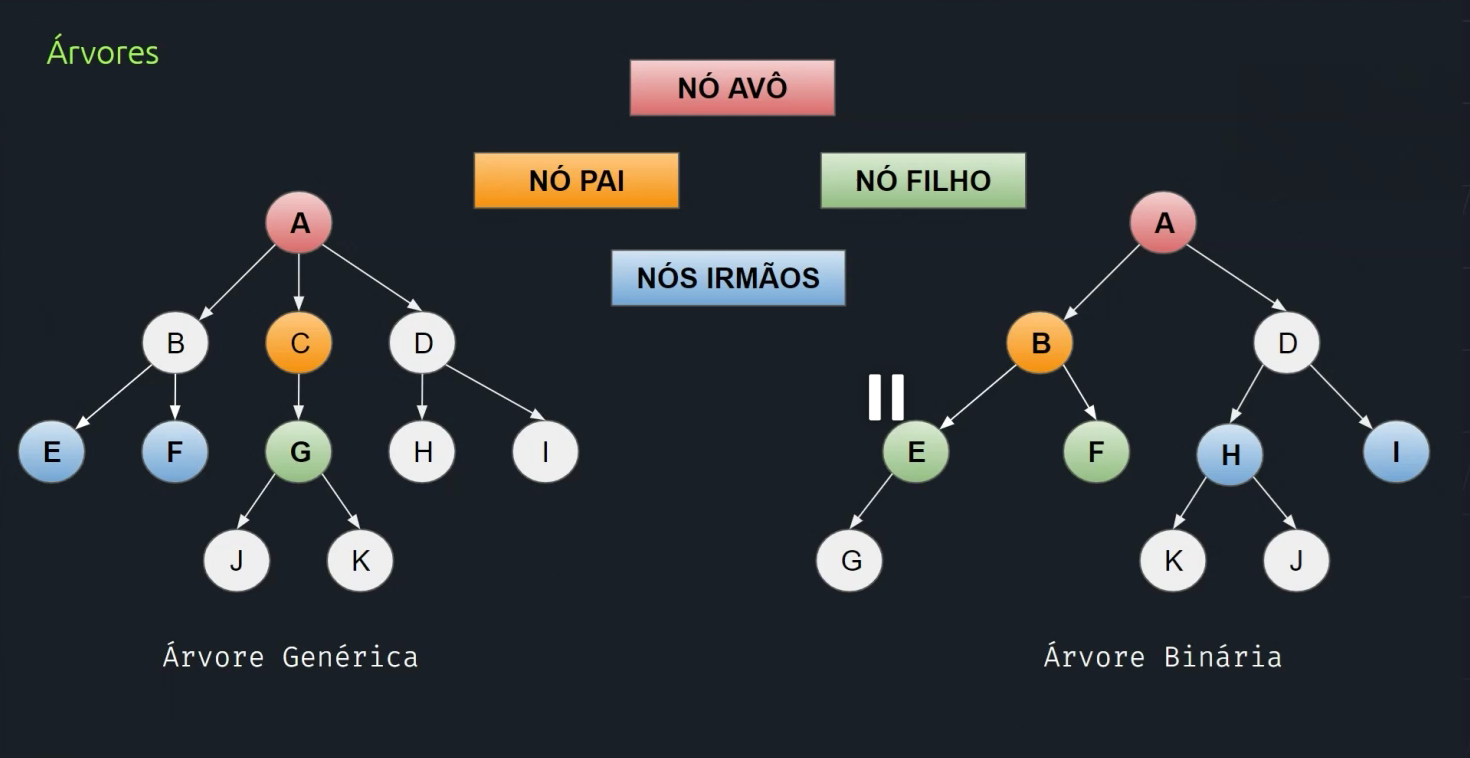 Árvores
NÓ AVÔ
NÓ PAI
NÓ FILHO
NÓS IRMÃOS
A
B
C
D
E
F
G
H
I
J
K
Árvore Genérica
A
B
D
E
F
H
I
G
K
J
Árvore Binária